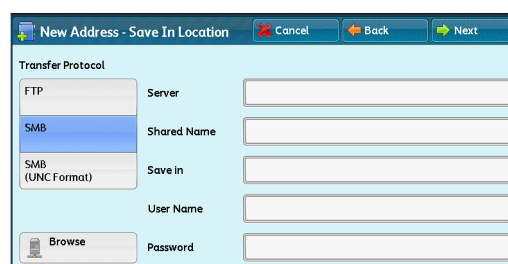 New Address - Save In Location
Cancel
Back
Next
Transfer Protocol
FTP
Server
SMB
Shared Name
SMB
(UNC Format)
Save in
User Name
Browse
Password